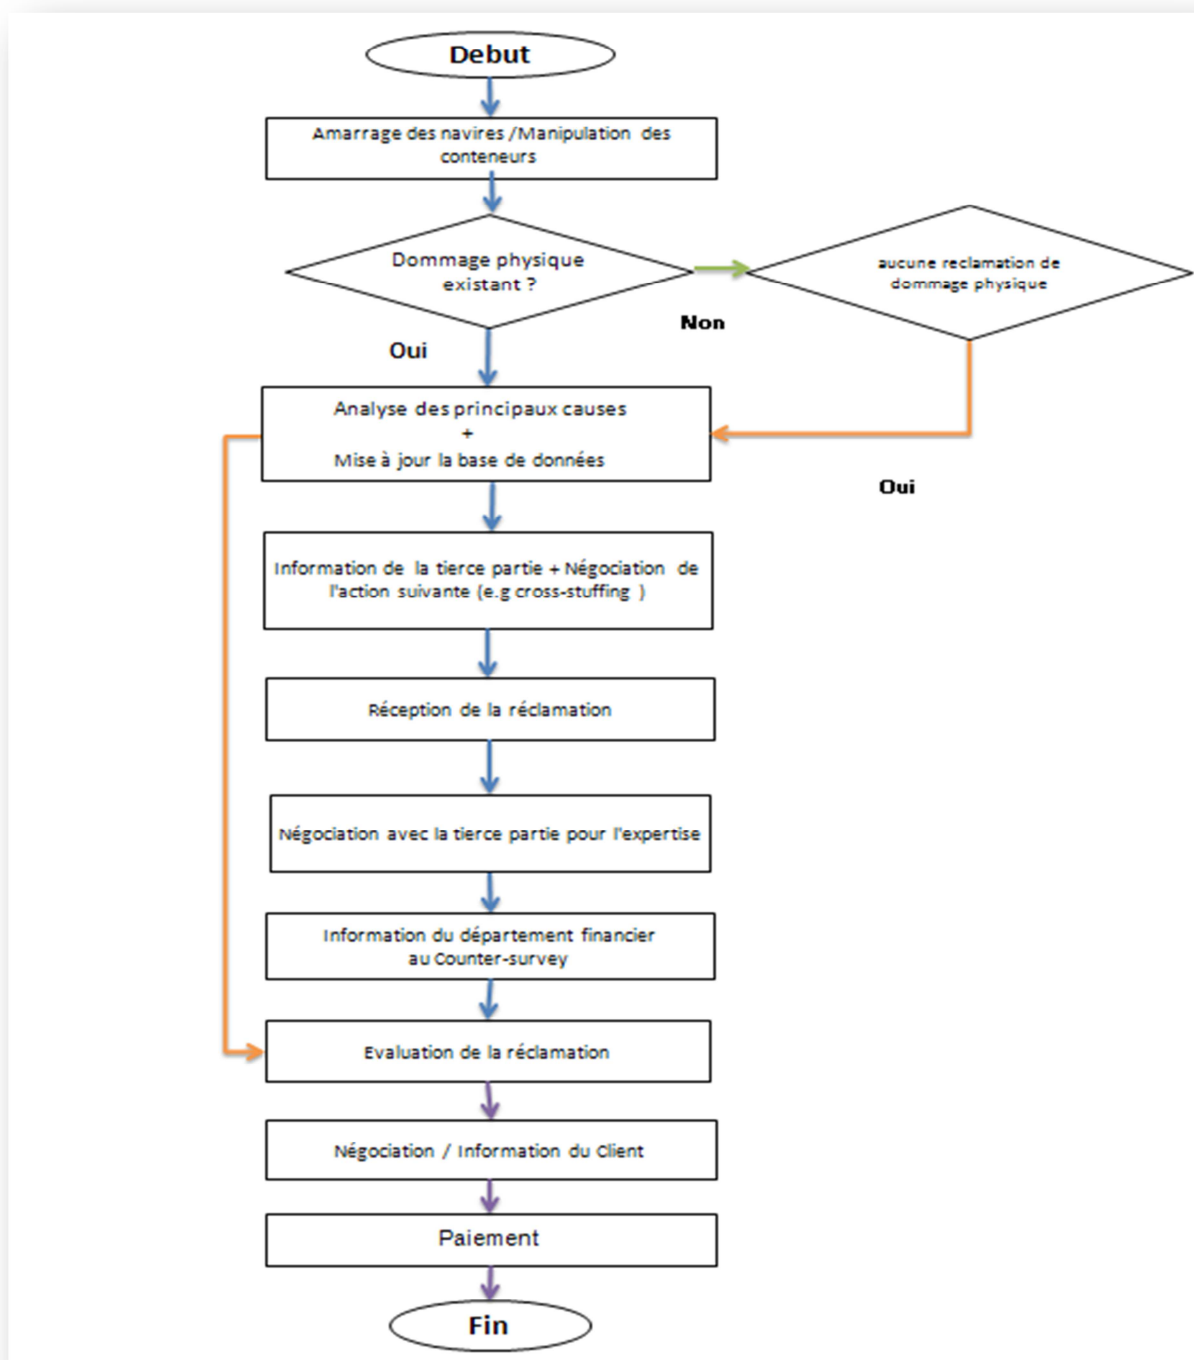 Debut
Amarrage des navires /Manipulation des
conteneurs
Dommage physique
existant ?
aucune reclamation de
dommage physique
Non
Oui
Analyse des principaux causes
+
Mise à jour la base de données
Oui
Information de la tierce partie + Négociation de
l'action suivante (e.g cross-stuffing )
Réception de la réclamation
Négociation avec la tierce partie pour l'expertise
Information du département financier
au Counter-survey
Evaluation de la réclamation
Négociation / Information du Client
Paiement
Fin